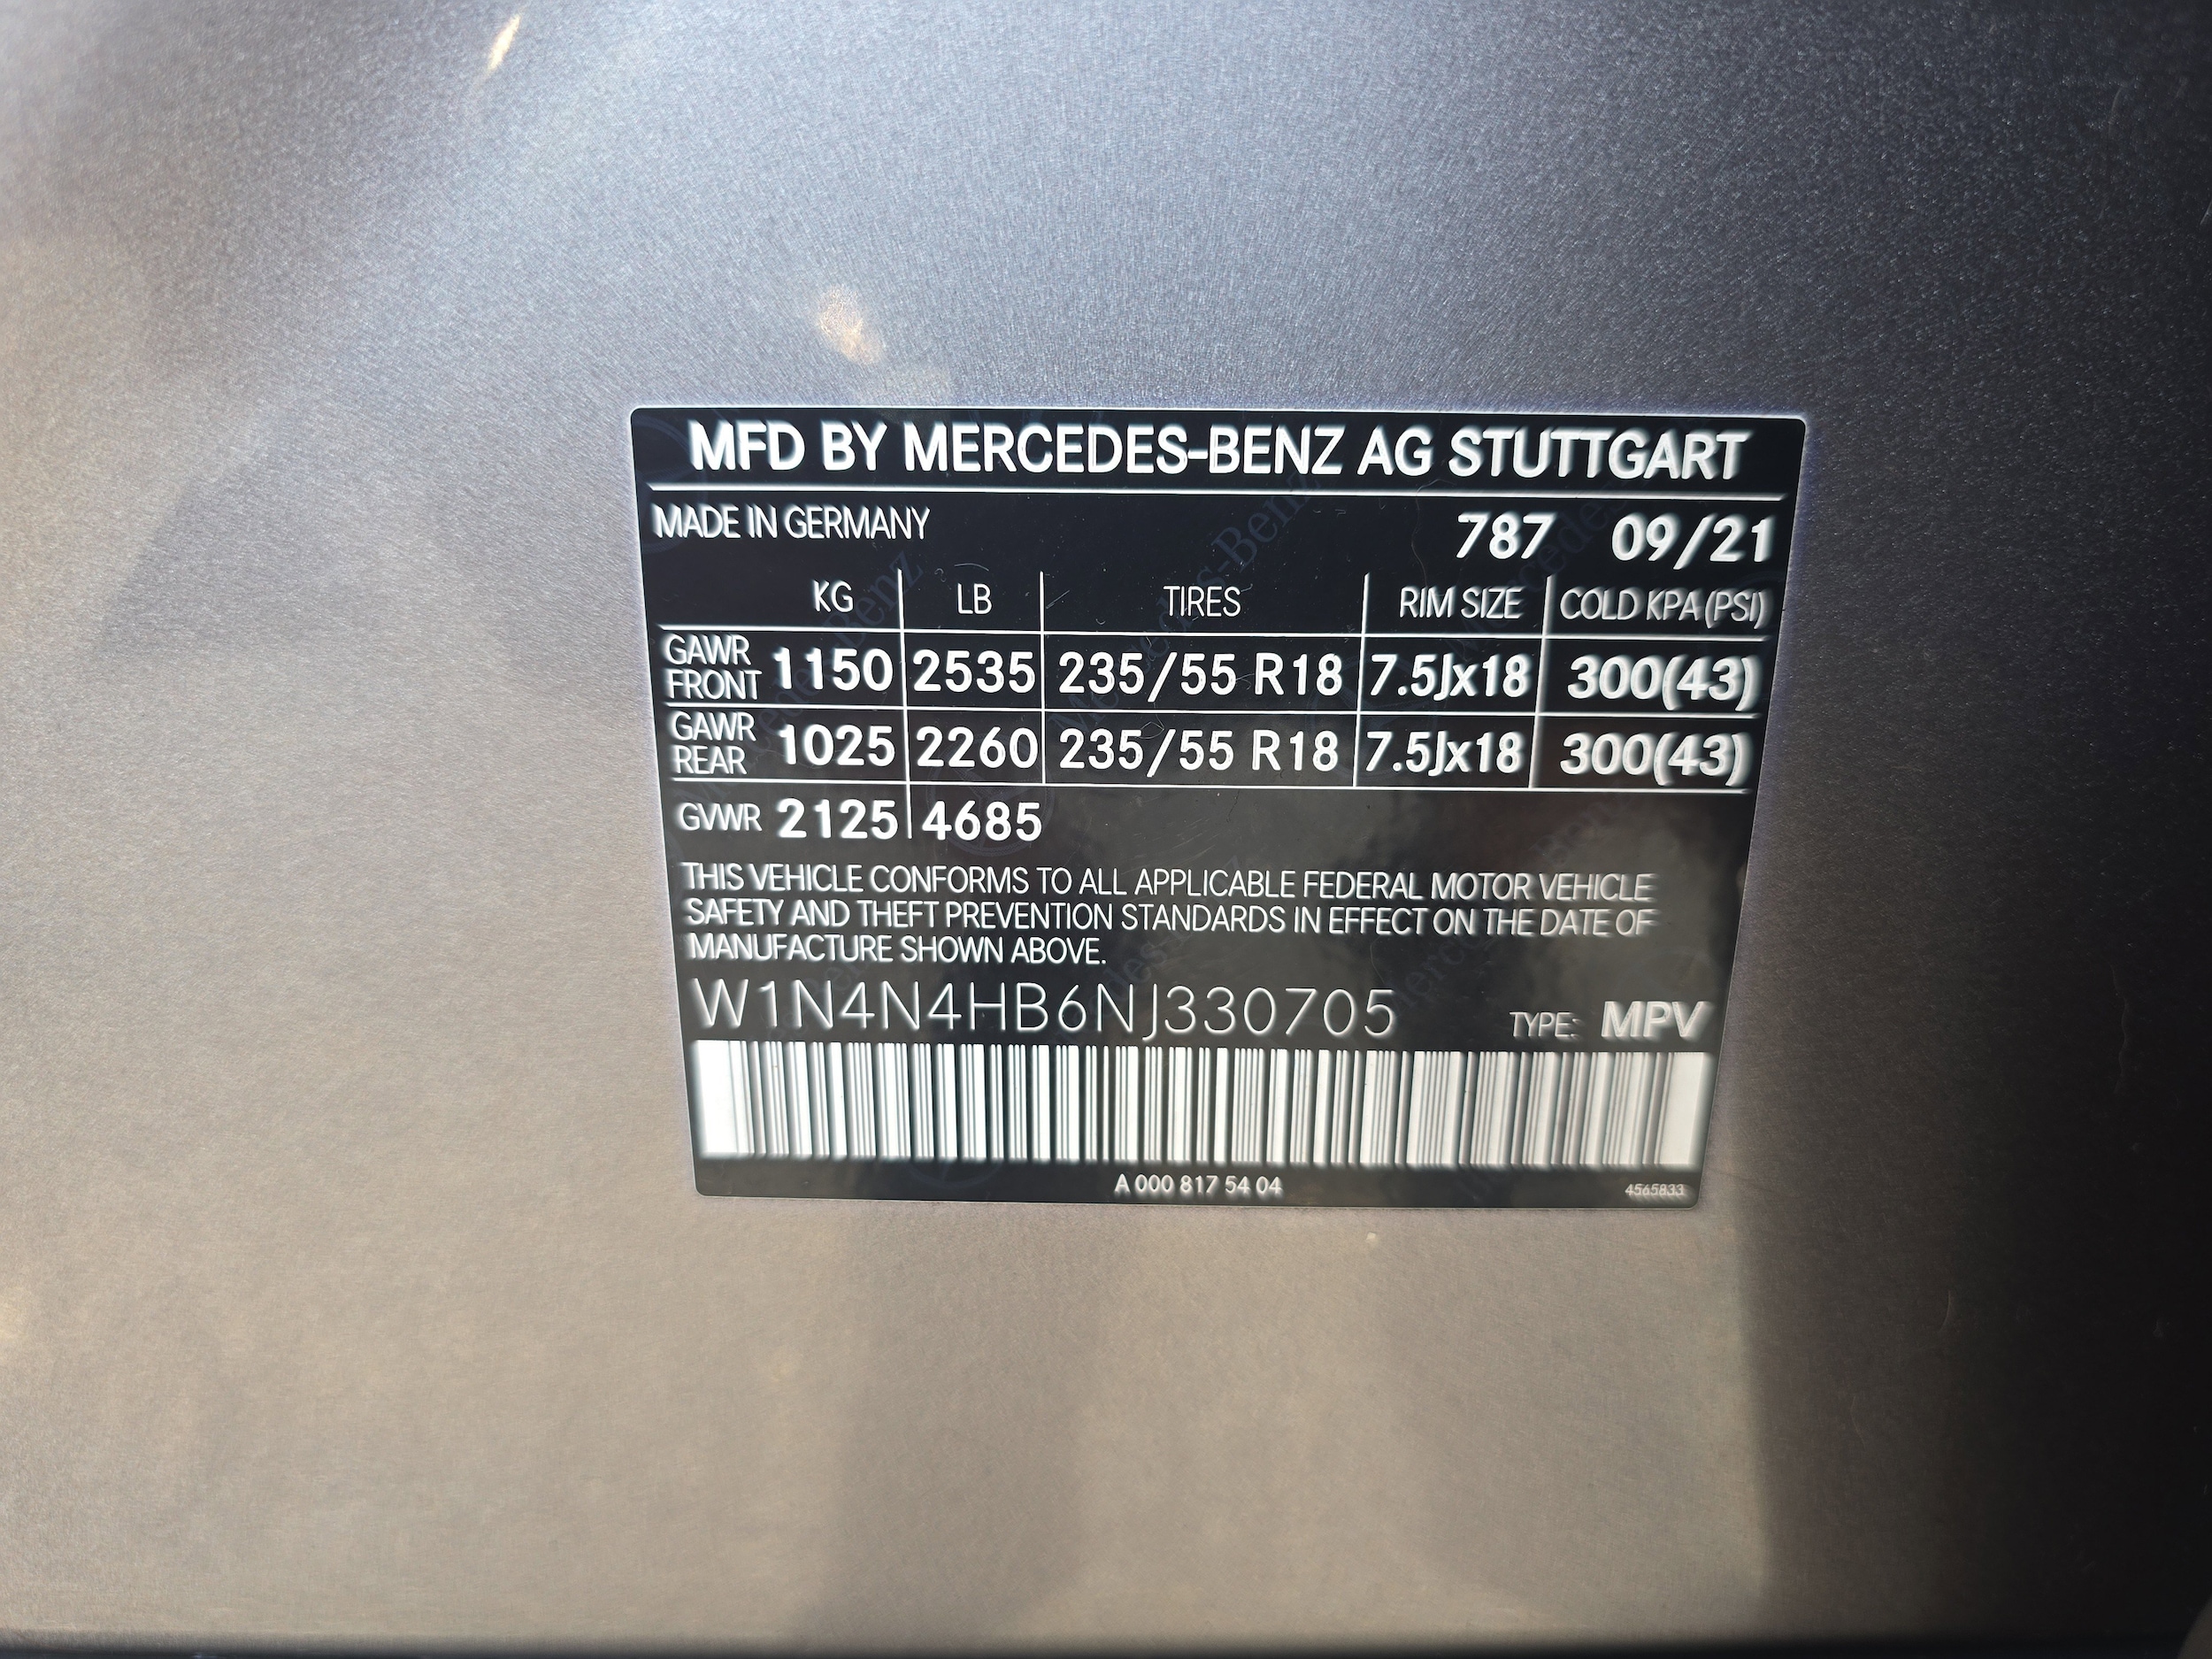 MFD BY MERCEDES-BENZ AG STUTTGART
MADE IN GERMANY 787 09/21
KG LB TIRES RIM SIZE COLD KPA (PSI)
GAWR FRONT 1150 2535 235/55 R18 7.5Jx18 300(43)
GAWR REAR 1025 2260 235/55 R18 7.5Jx18 300(43)
GVWR 2125 4685
THIS VEHICLE CONFORMS TO ALL APPLICABLE FEDERAL MOTOR VEHICLE
SAFETY AND THEFT PREVENTION STANDARDS IN EFFECT ON THE DATE OF
MANUFACTURE SHOWN ABOVE.
W1N4N4HB6NJ330705 TYPE: MPV
A 000 817 54 04 4565833